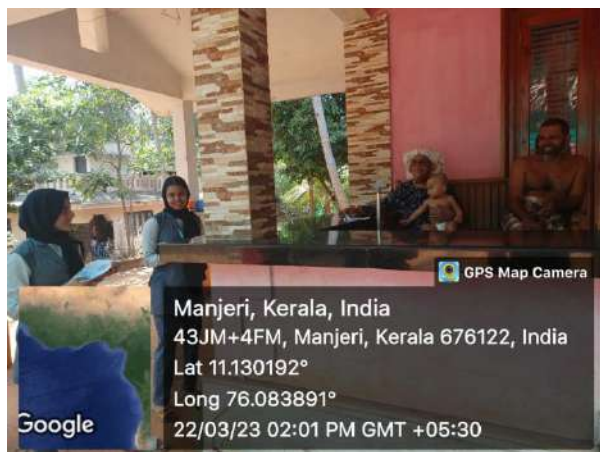 GPS Map Camera
Manjeri, Kerala, India
43JM+4FM, Manjeri, Kerala 676122, India
Lat 11.130192°
Long 76.083891°
22/03/23 02:01 PM GMT +05:30
Google